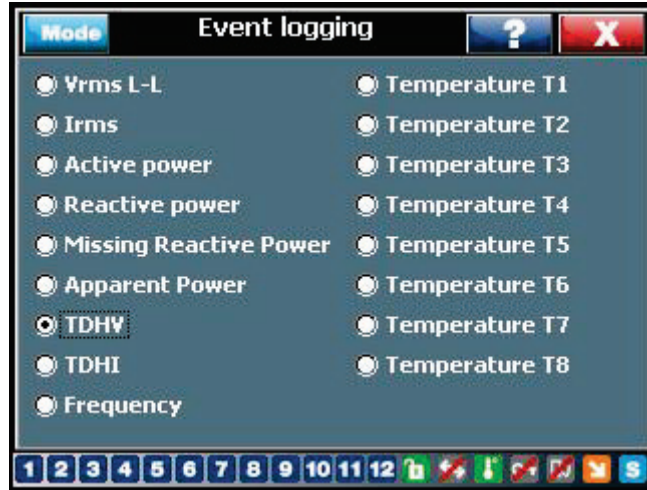 Mode Event logging ? X
Vrms L-L
Irms
Active power
Reactive power
Missing Reactive Power
Apparent Power
TDHV
TDHI
Frequency
Temperature T1
Temperature T2
Temperature T3
Temperature T4
Temperature T5
Temperature T6
Temperature T7
Temperature T8
1 2 3 4 5 6 7 8 9 10 11 12 S